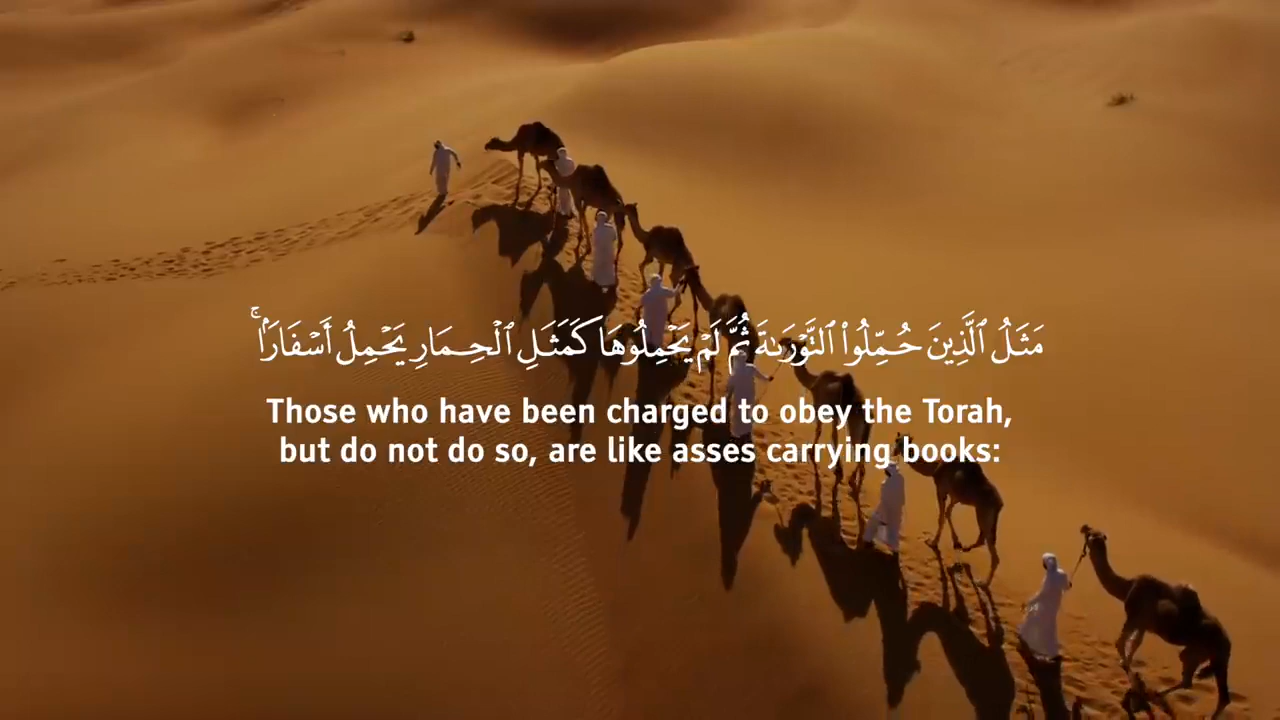 مَثَلُ ٱلَّذِينَ حُمِّلُوا۟ ٱلتَّوْرَىٰةَ ثُمَّ لَمْ يَحْمِلُوهَا كَمَثَلِ ٱلْحِمَارِ يَحْمِلُ أَسْفَارًۢا ۚ
Those who have been charged to obey the Torah,
but do not do so, are like asses carrying books: